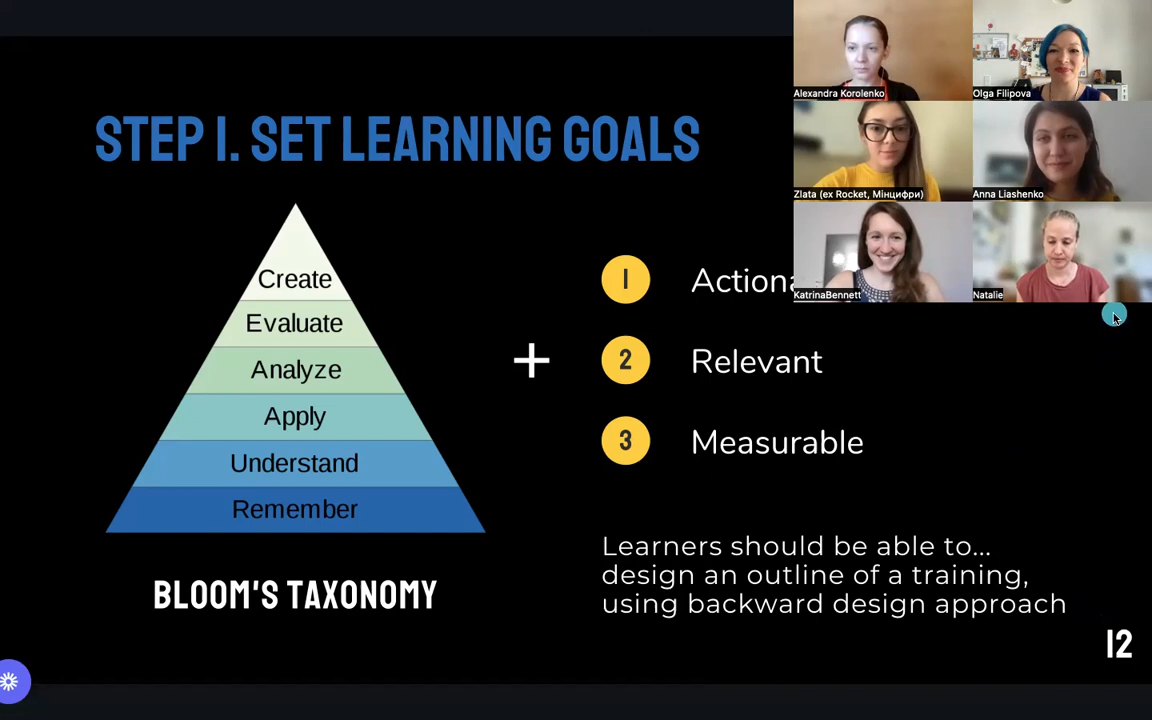 STEP 1. SET LEARNING GOALS
Create
Evaluate
Analyze
Apply
Understand
Remember
BLOOM'S TAXONOMY
+
1
2 Relevant
3 Measurable
Learners should be able to...
design an outline of a training,
using backward design approach
12
Alexandra Korolenko
Olga Filipova
Zlata (ex Rocket, Мінцифри)
Anna Liashenko
KatrinaBennett
Natalie